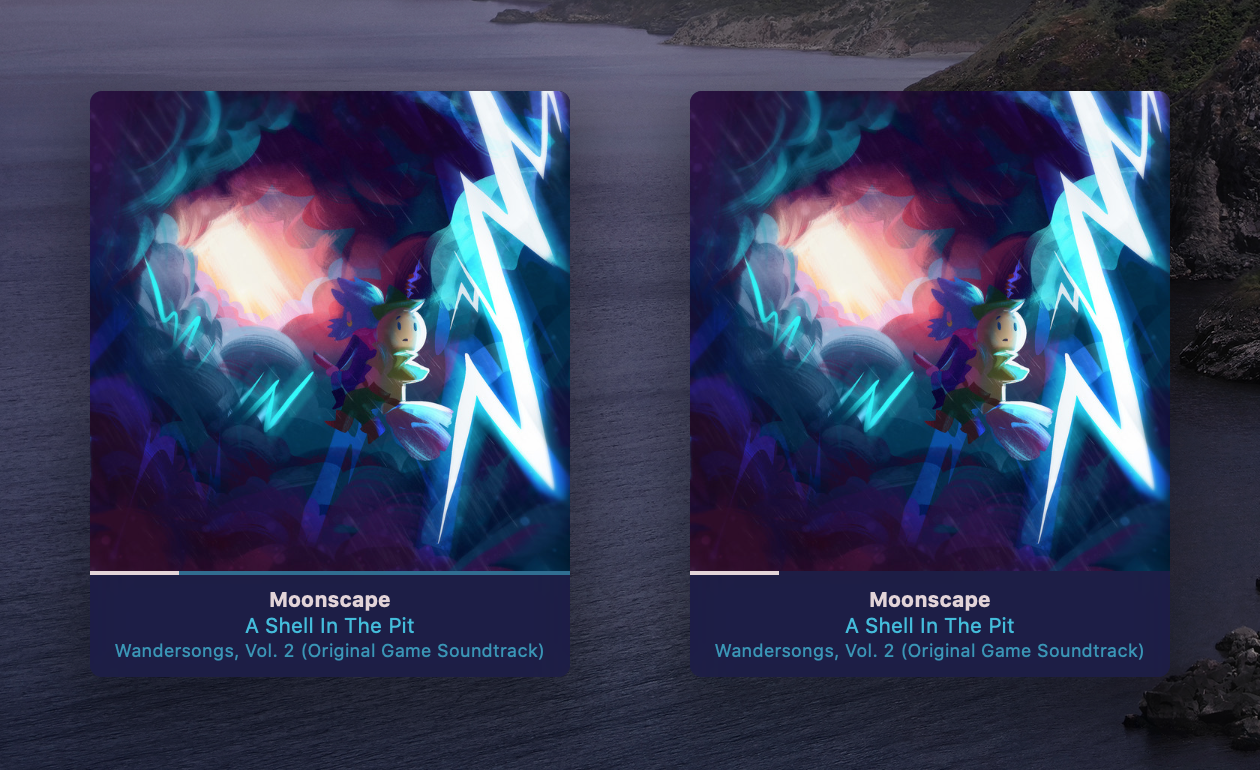 Moonscape
A Shell In The Pit
Wandersongs, Vol. 2 (Original Game Soundtrack)
Moonscape
A Shell In The Pit
Wandersongs, Vol. 2 (Original Game Soundtrack)